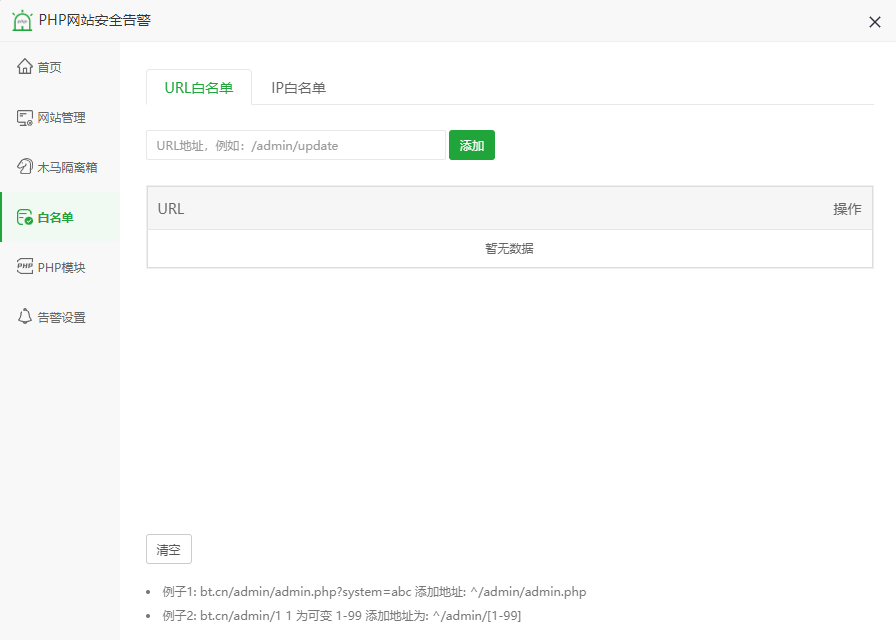 PHP网站安全告警
首页
网站管理
木马隔离箱
白名单
PHP模块
告警设置
URL白名单 IP白名单
URL地址，例如：/admin/update 添加
URL 操作
暂无数据
清空
例子1: bt.cn/admin/admin.php?system=abc 添加地址: ^/admin/admin.php
例子2: bt.cn/admin/1 1 为可变 1-99 添加地址为: ^/admin/[1-99]